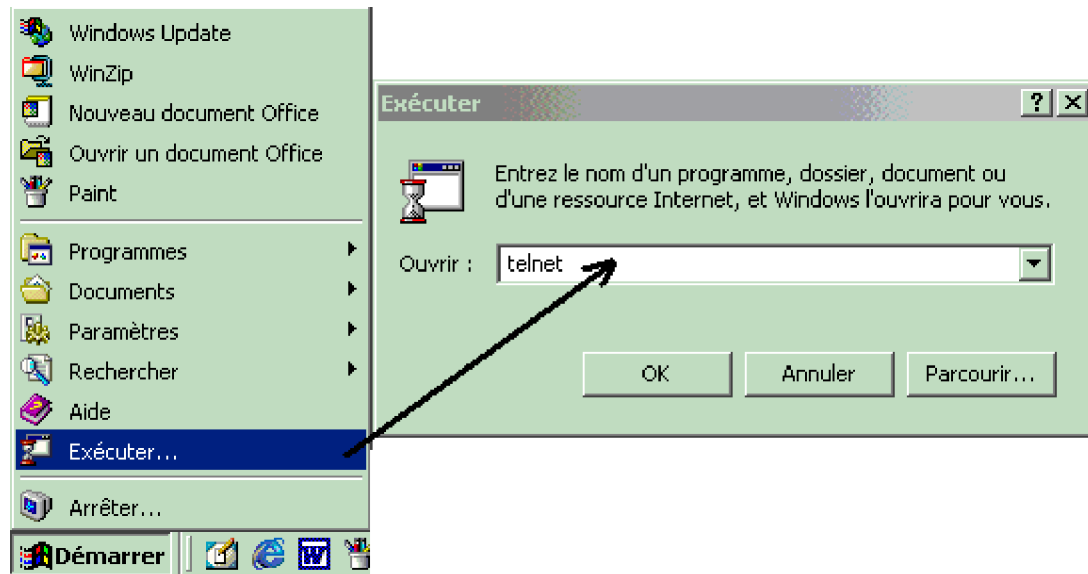 Windows Update
WinZip
Nouveau document Office
Ouvrir un document Office
Paint
Programmes
Documents
Paramètres
Rechercher
Aide
Exécuter...
Arrêter...
Démarrer
Exécuter
Entrez le nom d'un programme, dossier, document ou
d'une ressource Internet, et Windows l'ouvrira pour vous.
Ouvrir : telnet
OK Annuler Parcourir...